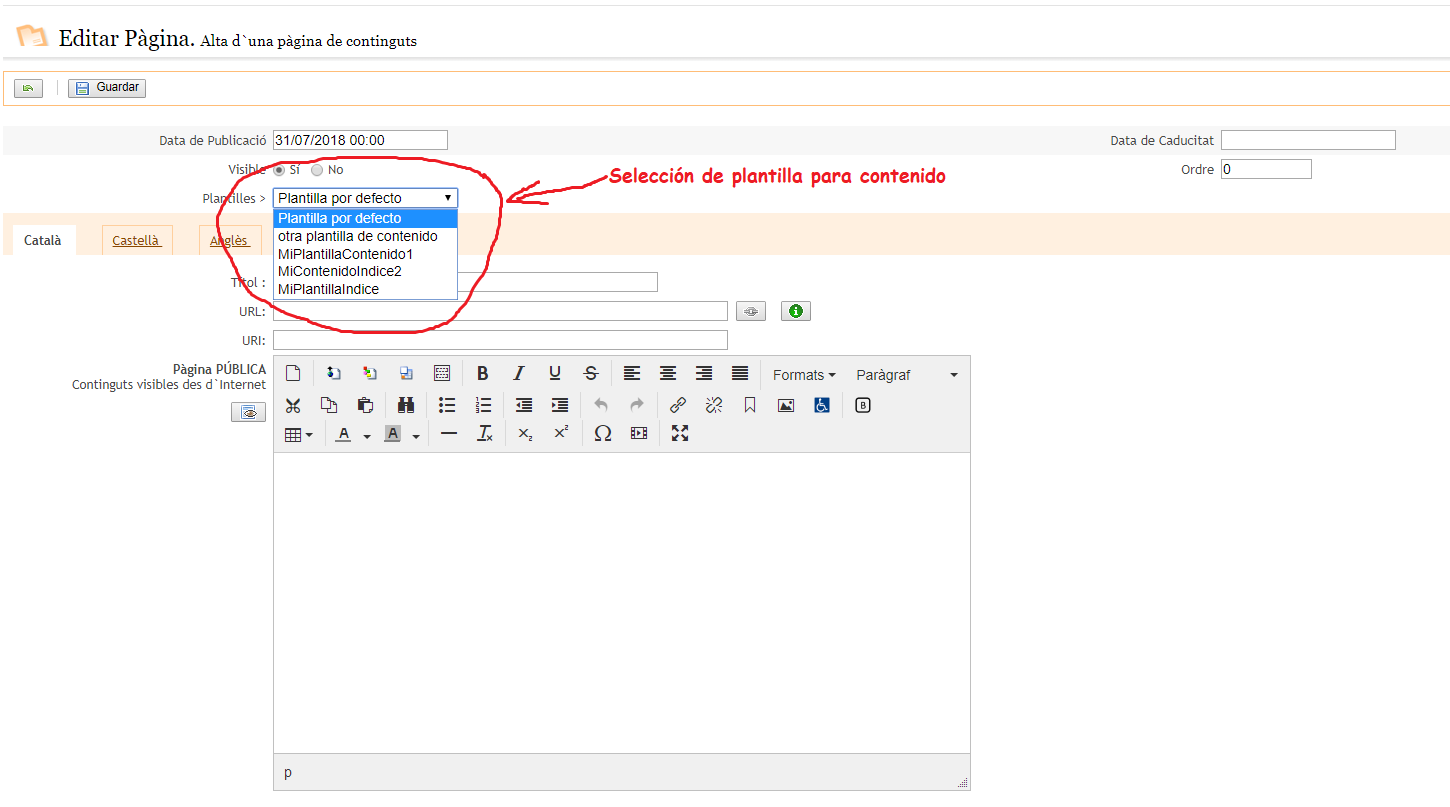 Editar Pàgina. Alta d`una pàgina de continguts
Guardar
Data de Publicació 31/07/2018 00:00 Data de Caducitat
Visible Sí No Ordre 0
Selección de plantilla para contenido
Plantilles > Plantilla por defecto
Plantilla por defecto
otra plantilla de contenido
MiPlantillaContenido1
MiContenidoIndice2
MiPlantillaIndice
Català Castellà Anglès
Títol :
URL:
URI:
Pàgina PÚBLICA
Continguts visibles des d`Internet
Formats Paràgraf
p